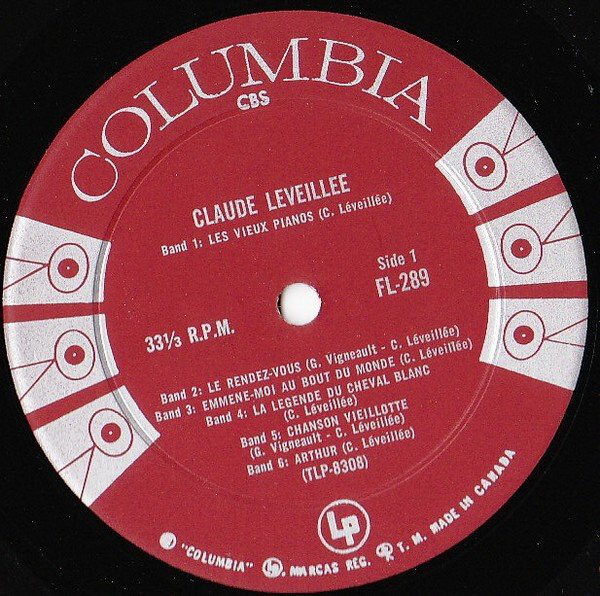 COLUMBIA
CBS
CLAUDE LEVEILLEE
Band 1: LES VIEUX PIANOS (C. Léveillée)
Side 1
FL-289
33⅓ R.P.M.
Band 2: LE RENDEZ-VOUS (G. Vigneault - C. Léveillée)
Band 3: EMMENE-MOI AU BOUT DU MONDE (C. Léveillée)
Band 4: LA LEGENDE DU CHEVAL BLANC
(C. Léveillée)
Band 5: CHANSON VIEILLOTTE
(G. Vigneault - C. Léveillée)
Band 6: ARTHUR (C. Léveillée)
(TLP-8308)
Lp
"COLUMBIA" Lp. MARCAS REG. T. M. MADE IN CANADA